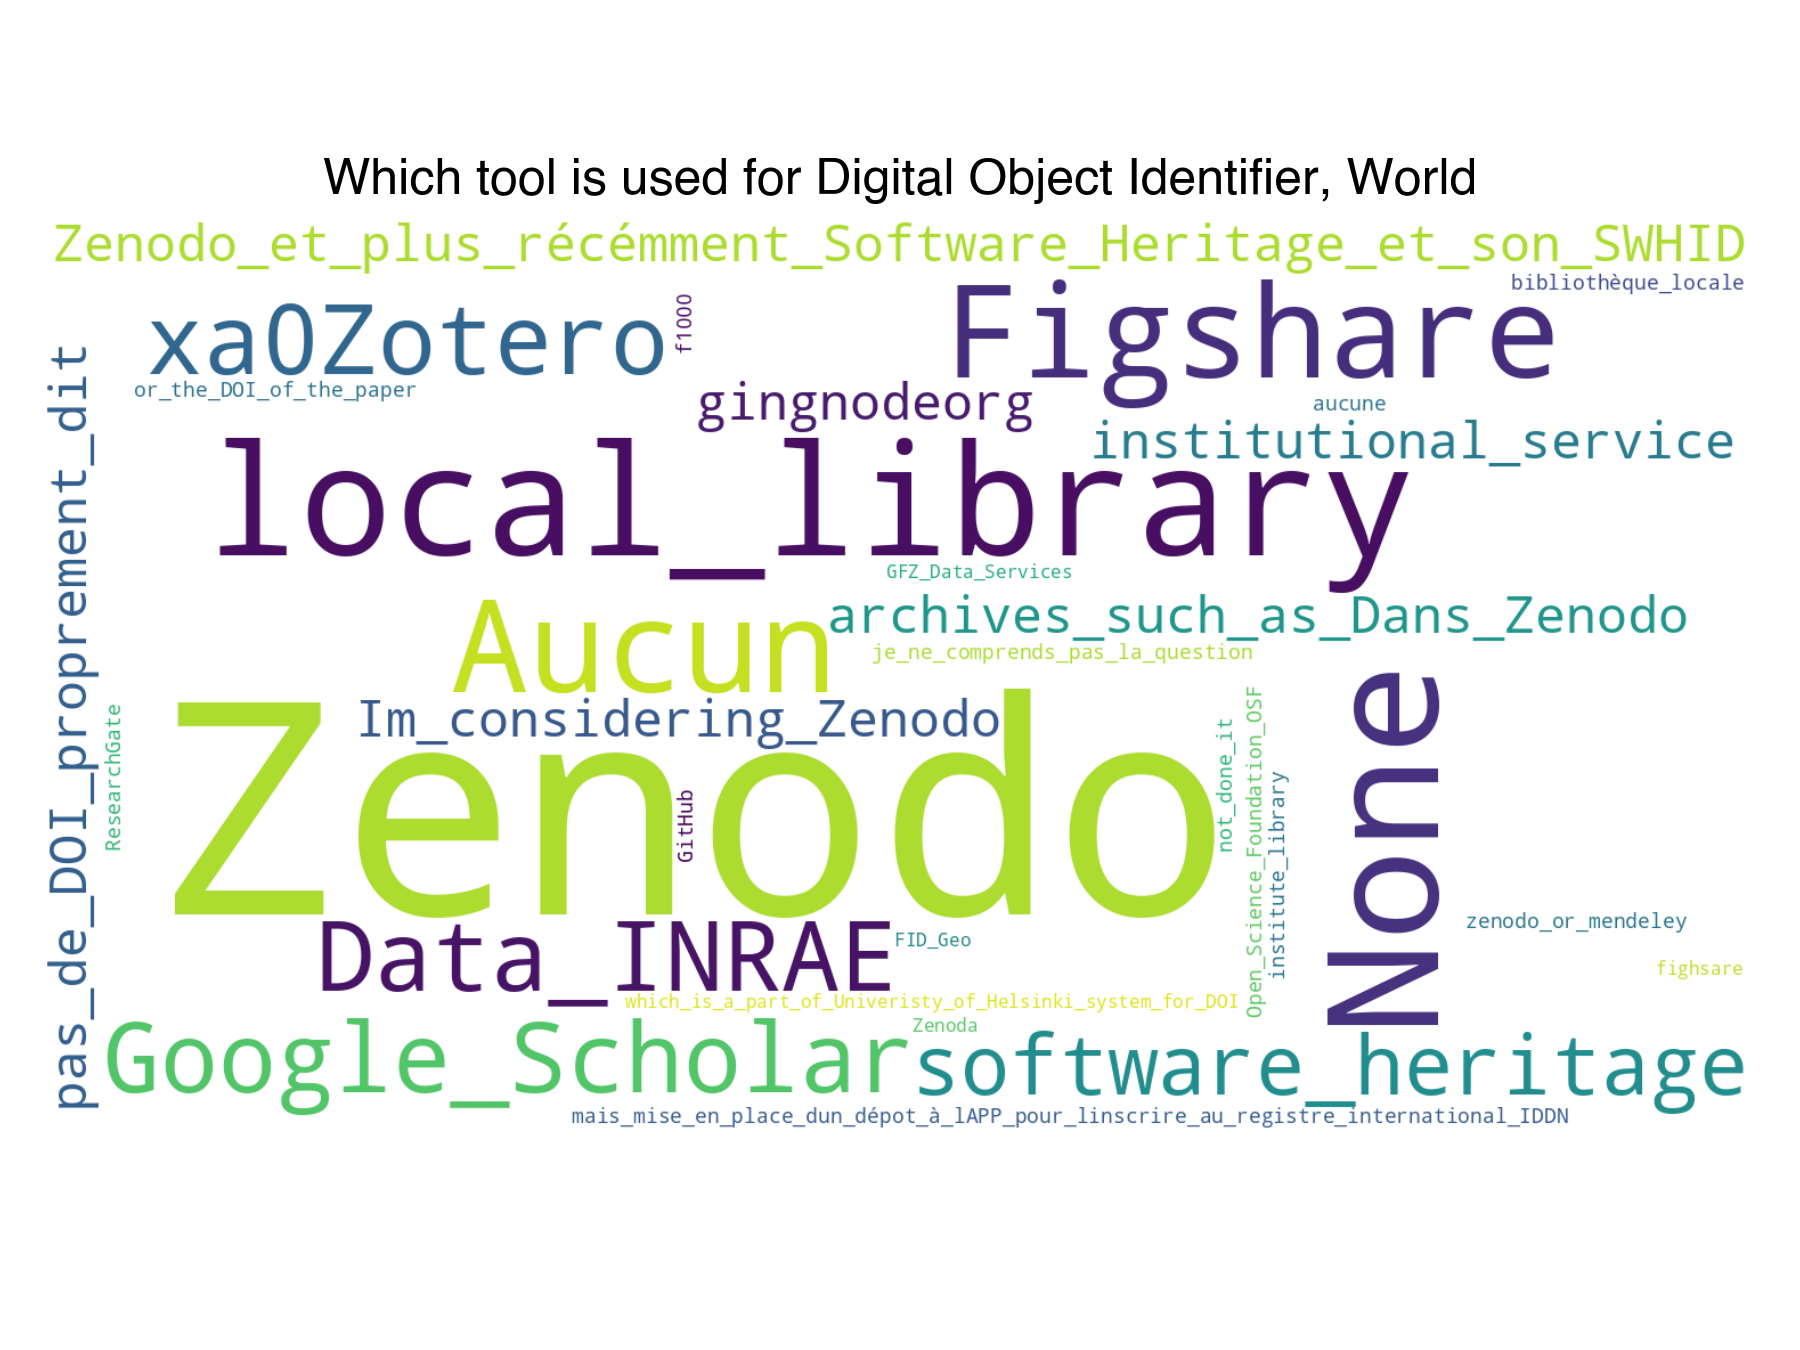 Which tool is used for Digital Object Identifier, World
Zenodo_et_plus_récémment_Software_Heritage_et_son_SWHID
bibliothèque_locale
xa0Zotero
f1000
Figshare
or_the_DOI_of_the_paper
gingnodeorg
aucune
institutional_service
pas_de_DOI_proprement_dit
local_library
GFZ_Data_Services
Aucun
archives_such_as_Dans_Zenodo
je_ne_comprends_pas_la_question
Im_considering_Zenodo
ResearchGate
Zenodo
GitHub
not_done_it
Open_Science_Foundation_OSF
institute_library
None
Data_INRAE
FID_Geo
zenodo_or_mendeley
fighsare
which_is_a_part_of_Univeristy_of_Helsinki_system_for_DOI
Zenoda
Google_Scholar
software_heritage
mais_mise_en_place_dun_dépot_à_lAPP_pour_linscrire_au_registre_international_IDDN